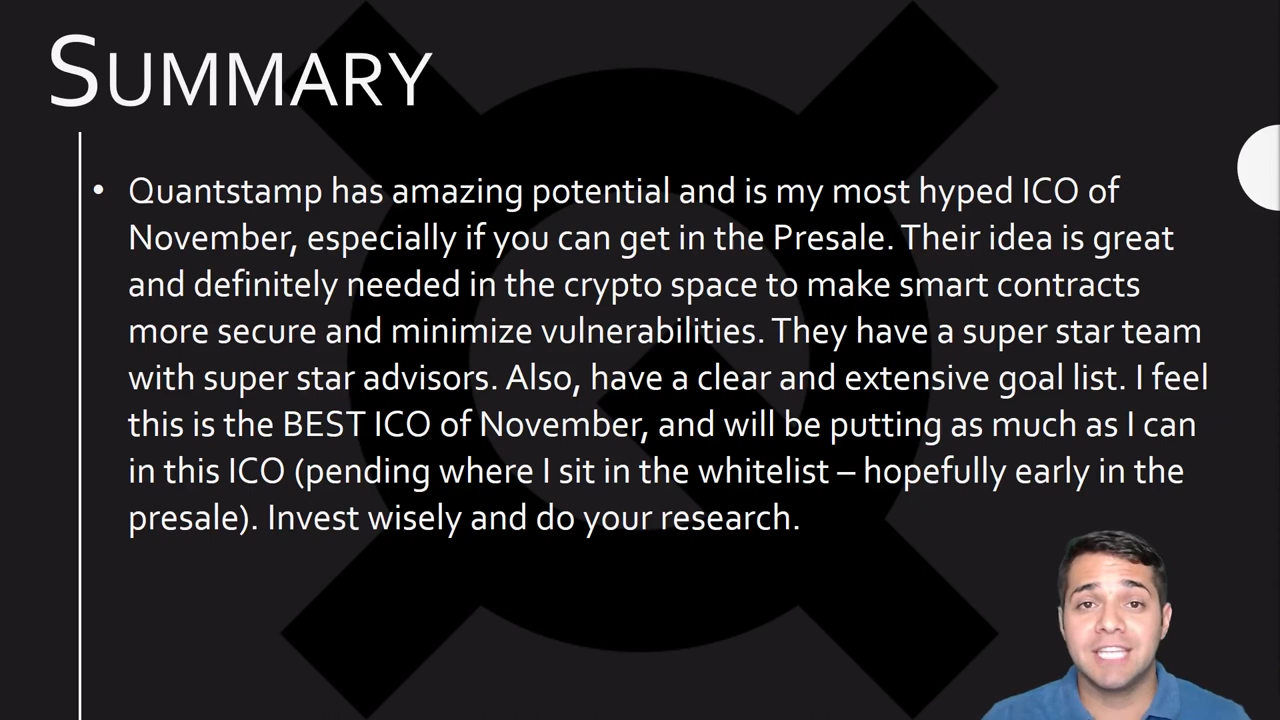 SUMMARY
• Quantstamp has amazing potential and is my most hyped ICO of
November, especially if you can get in the Presale. Their idea is great
and definitely needed in the crypto space to make smart contracts
more secure and minimize vulnerabilities. They have a super star team
with super star advisors. Also, have a clear and extensive goal list. I feel
this is the BEST ICO of November, and will be putting as much as I can
in this ICO (pending where I sit in the whitelist – hopefully early in the
presale). Invest wisely and do your research.